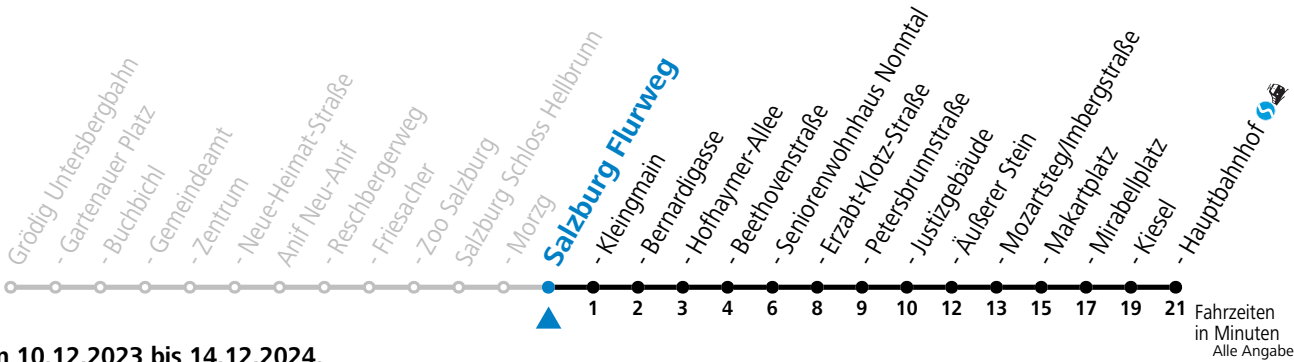 Grödig Untersbergbahn
- Gartenauer Platz
- Buchbichl
- Gemeindeamt
- Zentrum
- Neue-Heimat-Straße
Anif Neu-Anif
- Reschbergerweg
- Friesacher
- Zoo Salzburg
Salzburg Schloss Hellbrunn
- Morzg
Salzburg Flurweg
- Kleingmain
- Bernardigasse
- Hofhaymer-Allee
- Beethovenstraße
- Seniorenwohnhaus Nonntal
- Erzabt-Klotz-Straße
- Petersbrunnstraße
- Justizgebäude
- Äußerer Stein
- Mozartsteg/Imbergstraße
- Makartplatz
- Mirabellplatz
- Kiesel
- Hauptbahnhof
1 2 3 4 6 8 9 10 12 13 15 17 19 21
Fahrzeiten
in Minuten
Alle Angabe
10.12.2023 bis 14.12.2024.